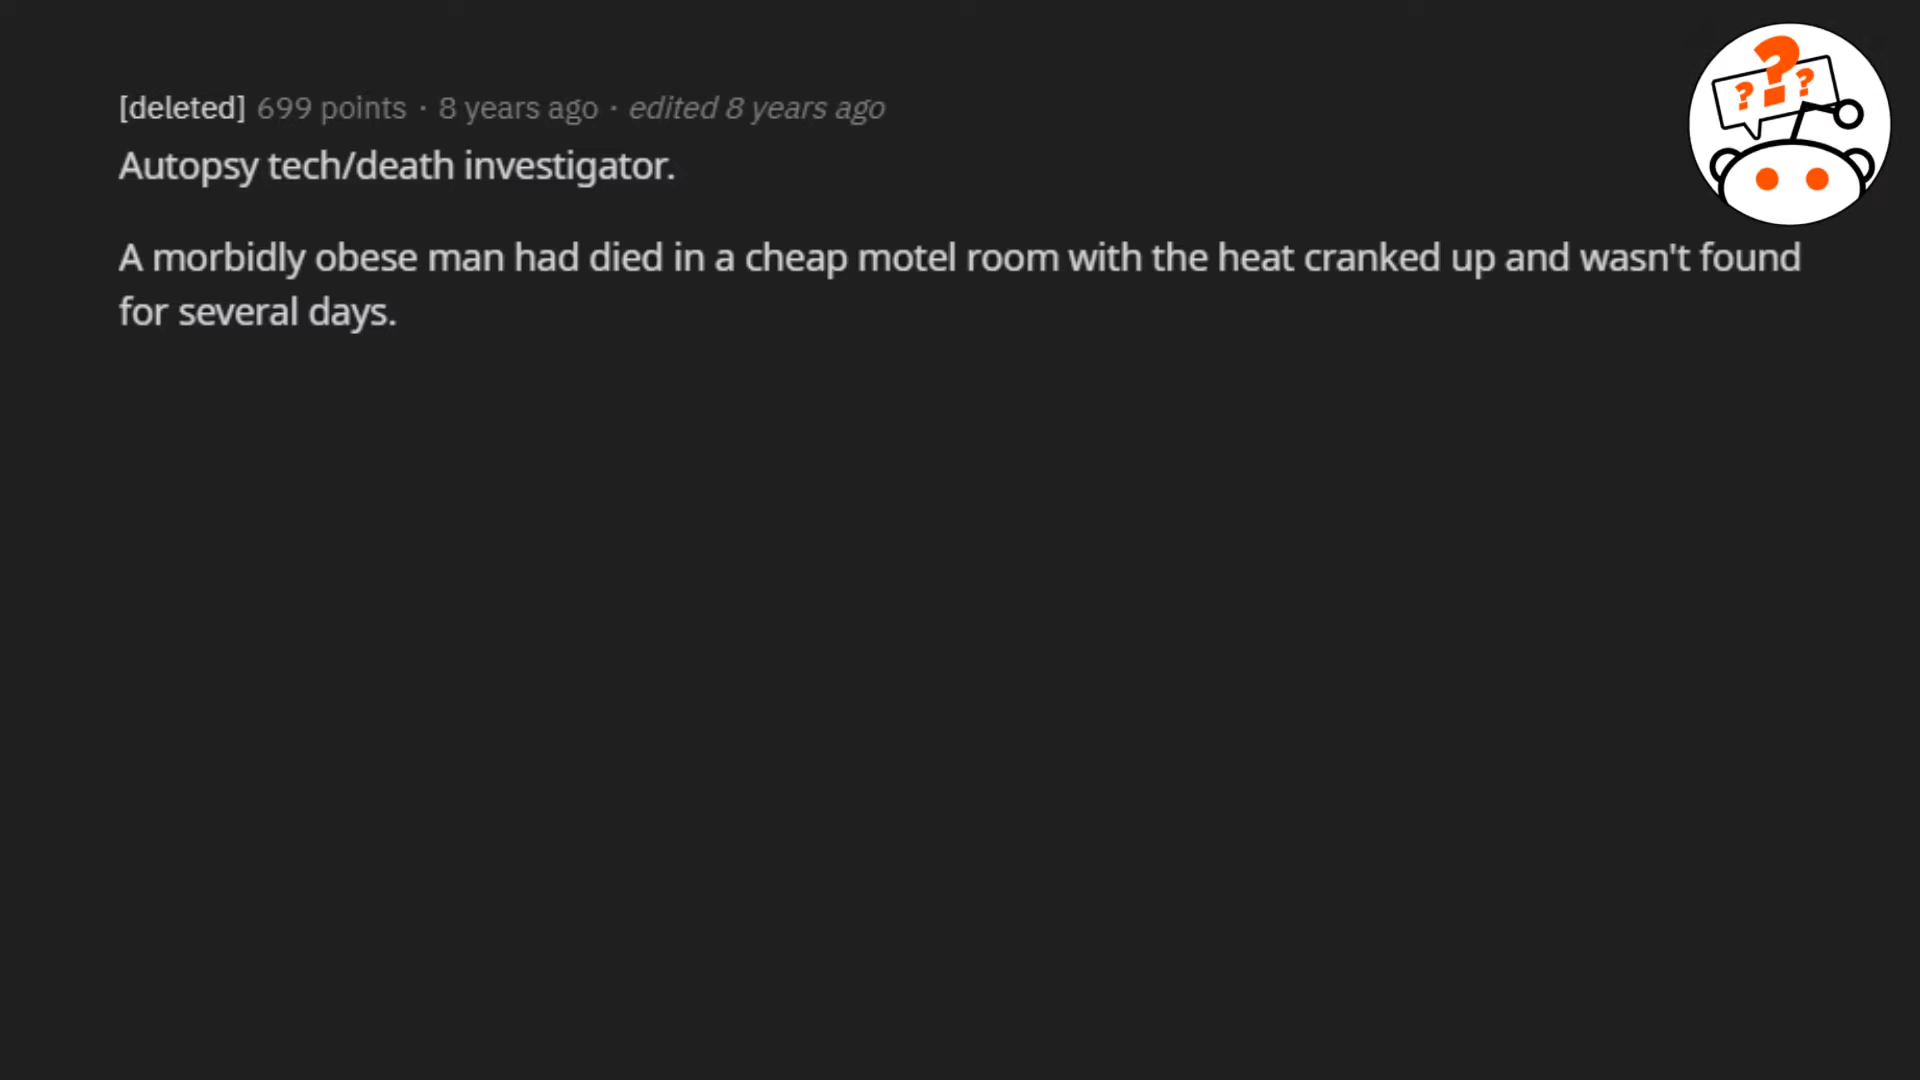 [deleted] 699 points · 8 years ago · edited 8 years ago
Autopsy tech/death investigator.
A morbidly obese man had died in a cheap motel room with the heat cranked up and wasn't found
for several days.